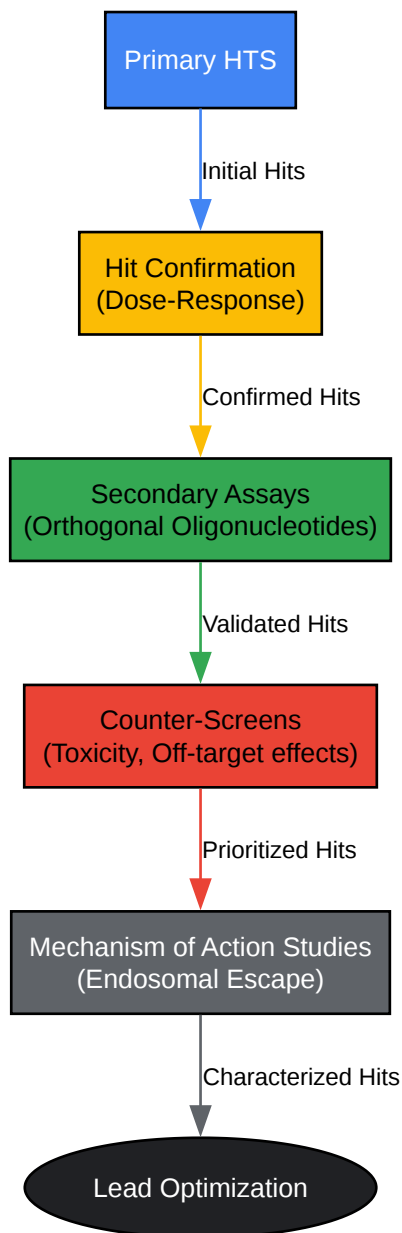 Primary HTS
Initial Hits
Hit Confirmation
(Dose-Response)
Confirmed Hits
Secondary Assays
(Orthogonal Oligonucleotides)
Validated Hits
Counter-Screens
(Toxicity, Off-target effects)
Prioritized Hits
Mechanism of Action Studies
(Endosomal Escape)
Characterized Hits
Lead Optimization